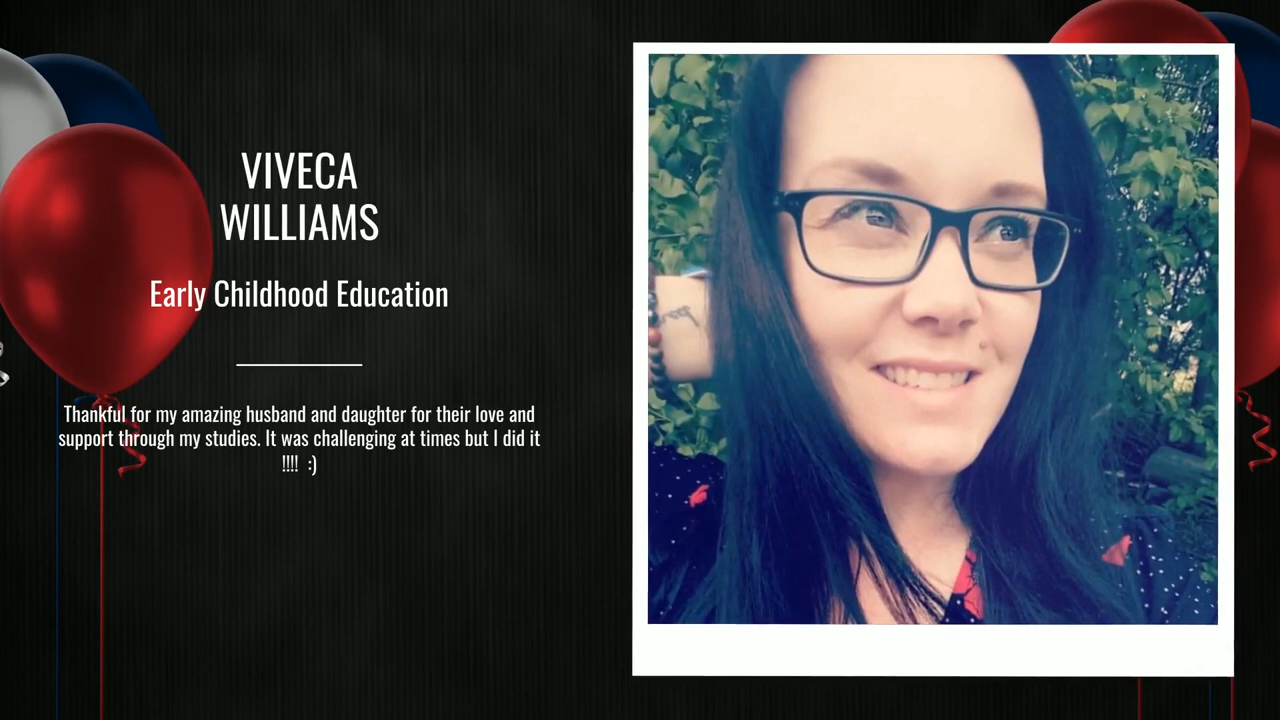 VIVECA
WILLIAMS
Early Childhood Education
Thankful for my amazing husband and daughter for their love and
support through my studies. It was challenging at times but I did it
!!!! :)